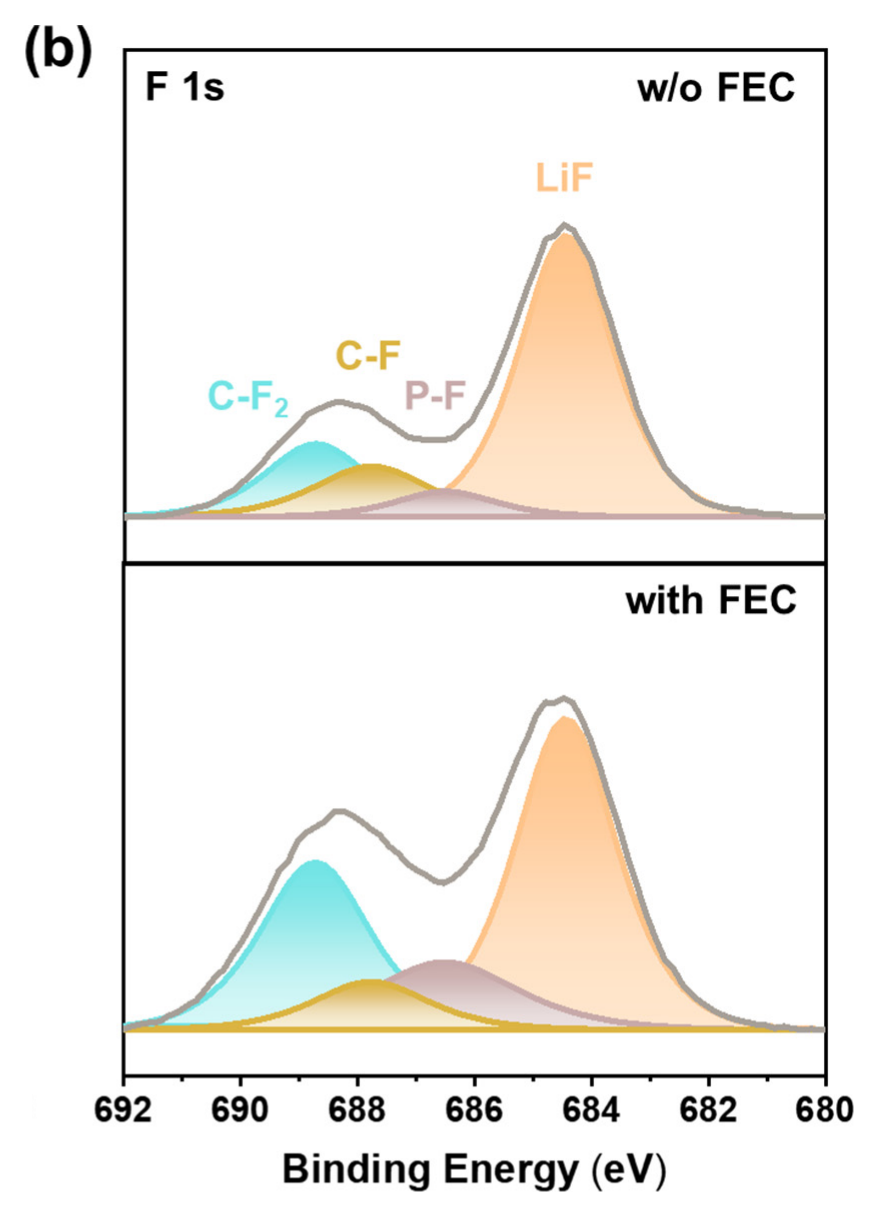 (b)
F 1s
w/o FEC
LiF
C-F
C-F₂
P-F
with FEC
692 690 688 686 684 682 680
Binding Energy (eV)